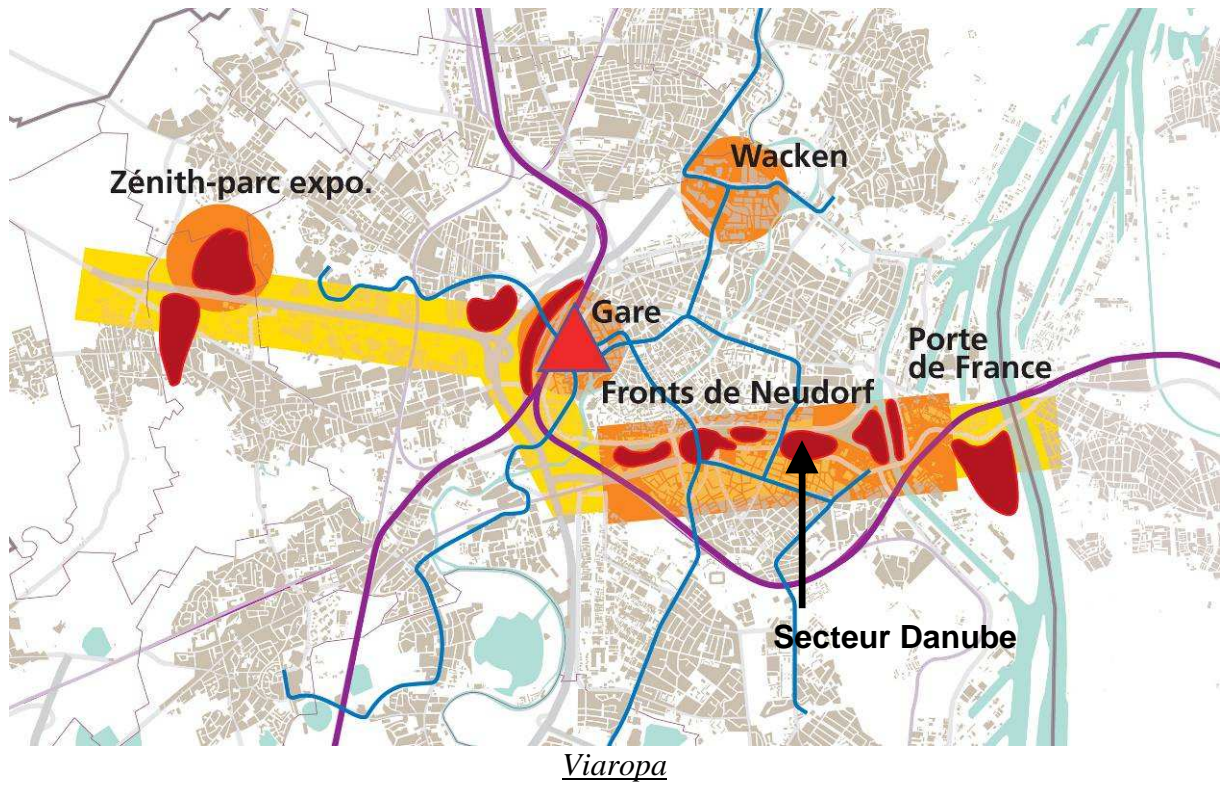 Wacken
Zénith-parc expo.
Gare
Porte
de France
Fronts de Neudorf
Secteur Danube
Viaropa